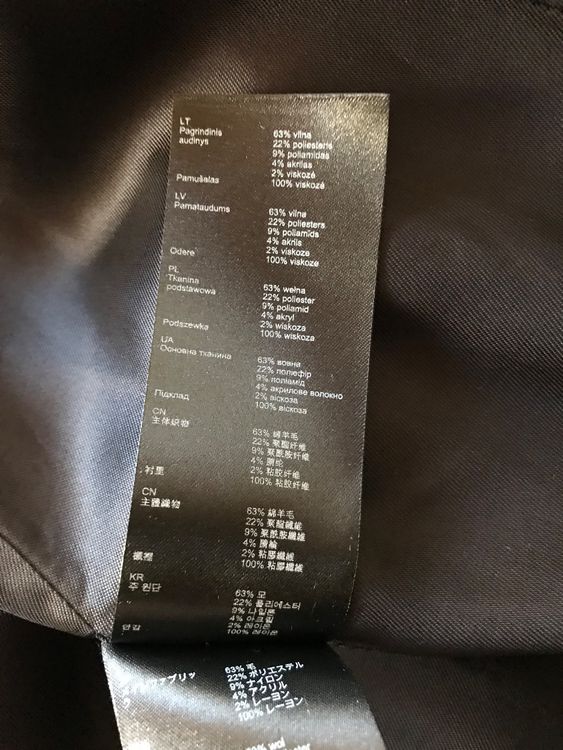 LT
Pagrindinis 63% vilna
audinys 22% poliesteris
9% poliamidas
4% akrilas
2% viskozė
Pamušalas 100% viskozė
LV
Pamataudums 63% vilna
22% poliesters
9% poliamīds
4% akrils
2% viskoze
Odere 100% viskoze
PL
Tkanina 63% wełna
podstawowa 22% poliester
9% poliamid
4% akryl
2% wiskoza
Podszewka 100% wiskoza
UA
Основна тканина 63% вовна
22% поліефір
9% поліамід
4% акрилове волокно
2% віскоза
Підклад 100% віскоза
CN
主体织物 63% 绵羊毛
22% 聚酯纤维
9% 聚酰胺纤维
4% 腈纶
2% 粘胶纤维
衬里 100% 粘胶纤维
CN
主體織物 63% 綿羊毛
22% 聚酯纖維
9% 聚酰胺纖維
4% 腈綸
2% 粘膠纖維
襯裡 100% 粘膠纖維
KR
주 원단 63% 모
22% 폴리에스터
9% 나일론
4% 아크릴
2% 레이온
안감 100% 레이온
63% 毛
22% ポリエステル
9% ナイロン
4% アクリル
2% レーヨン
100% レーヨン
wol